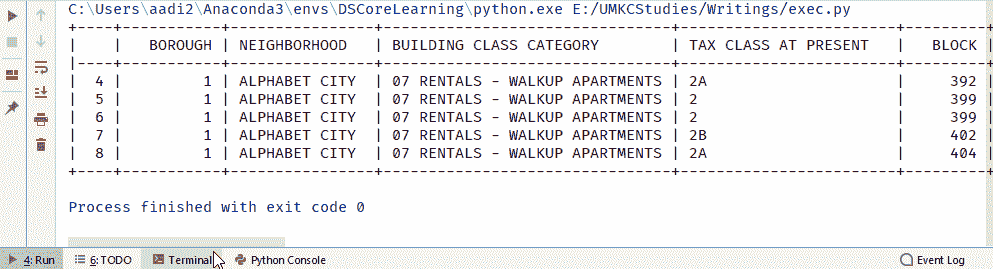 C:\Users\aadi2\Anaconda3\envs\DSCoreLearning\python.exe E:/UMKCStudies/Writings/exec.py
+----+-----------+----------------+--------------------------------+------------------------+---------
|    |   BOROUGH | NEIGHBORHOOD   | BUILDING CLASS CATEGORY        | TAX CLASS AT PRESENT   |   BLOCK |
|----+-----------+----------------+--------------------------------+------------------------+---------
|  4 |         1 | ALPHABET CITY  | 07 RENTALS - WALKUP APARTMENTS | 2A                     |     392 |
|  5 |         1 | ALPHABET CITY  | 07 RENTALS - WALKUP APARTMENTS | 2                      |     399 |
|  6 |         1 | ALPHABET CITY  | 07 RENTALS - WALKUP APARTMENTS | 2                      |     399 |
|  7 |         1 | ALPHABET CITY  | 07 RENTALS - WALKUP APARTMENTS | 2B                     |     402 |
|  8 |         1 | ALPHABET CITY  | 07 RENTALS - WALKUP APARTMENTS | 2A                     |     404 |
+----+-----------+----------------+--------------------------------+------------------------+---------
Process finished with exit code 0
4: Run 6: TODO Terminal Python Console Event Log